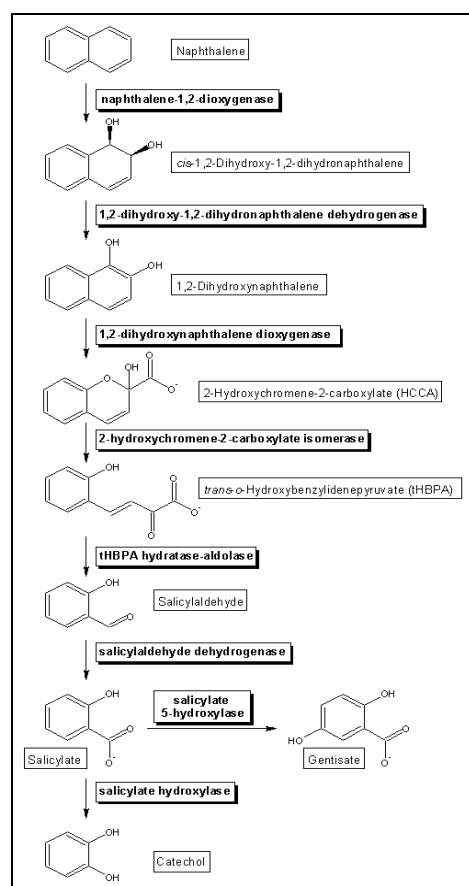 Naphthalene
naphthalene-1,2-dioxygenase
OH
OH
cis-1,2-Dihydroxy-1,2-dihydronaphthalene
1,2-dihydroxy-1,2-dihydronaphthalene dehydrogenase
OH
OH
1,2-Dihydroxynaphthalene
1,2-dihydroxynaphthalene dioxygenase
O
OH
O
O-
2-Hydroxychromene-2-carboxylate (HCCA)
2-hydroxychromene-2-carboxylate isomerase
OH
O
O-
O
trans-o-Hydroxybenzylidenepyruvate (tHBPA)
tHBPA hydratase-aldolase
OH
O
Salicylaldehyde
salicylaldehyde dehydrogenase
OH
O
O-
Salicylate
salicylate
5-hydroxylase
OH
HO
O
O-
Gentisate
salicylate hydroxylase
OH
OH
Catechol